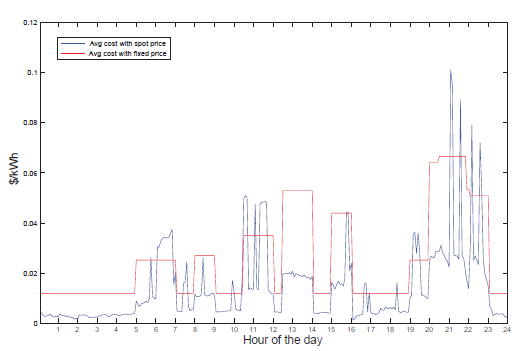 0.12
Avg cost with spot price
Avg cost with fixed price
0.1
0.08
$/kWh
0.06
0.04
0.02
0
1 2 3 4 5 6 7 8 9 10 11 12 13 14 15 16 17 18 19 20 21 22 23 24
Hour of the day